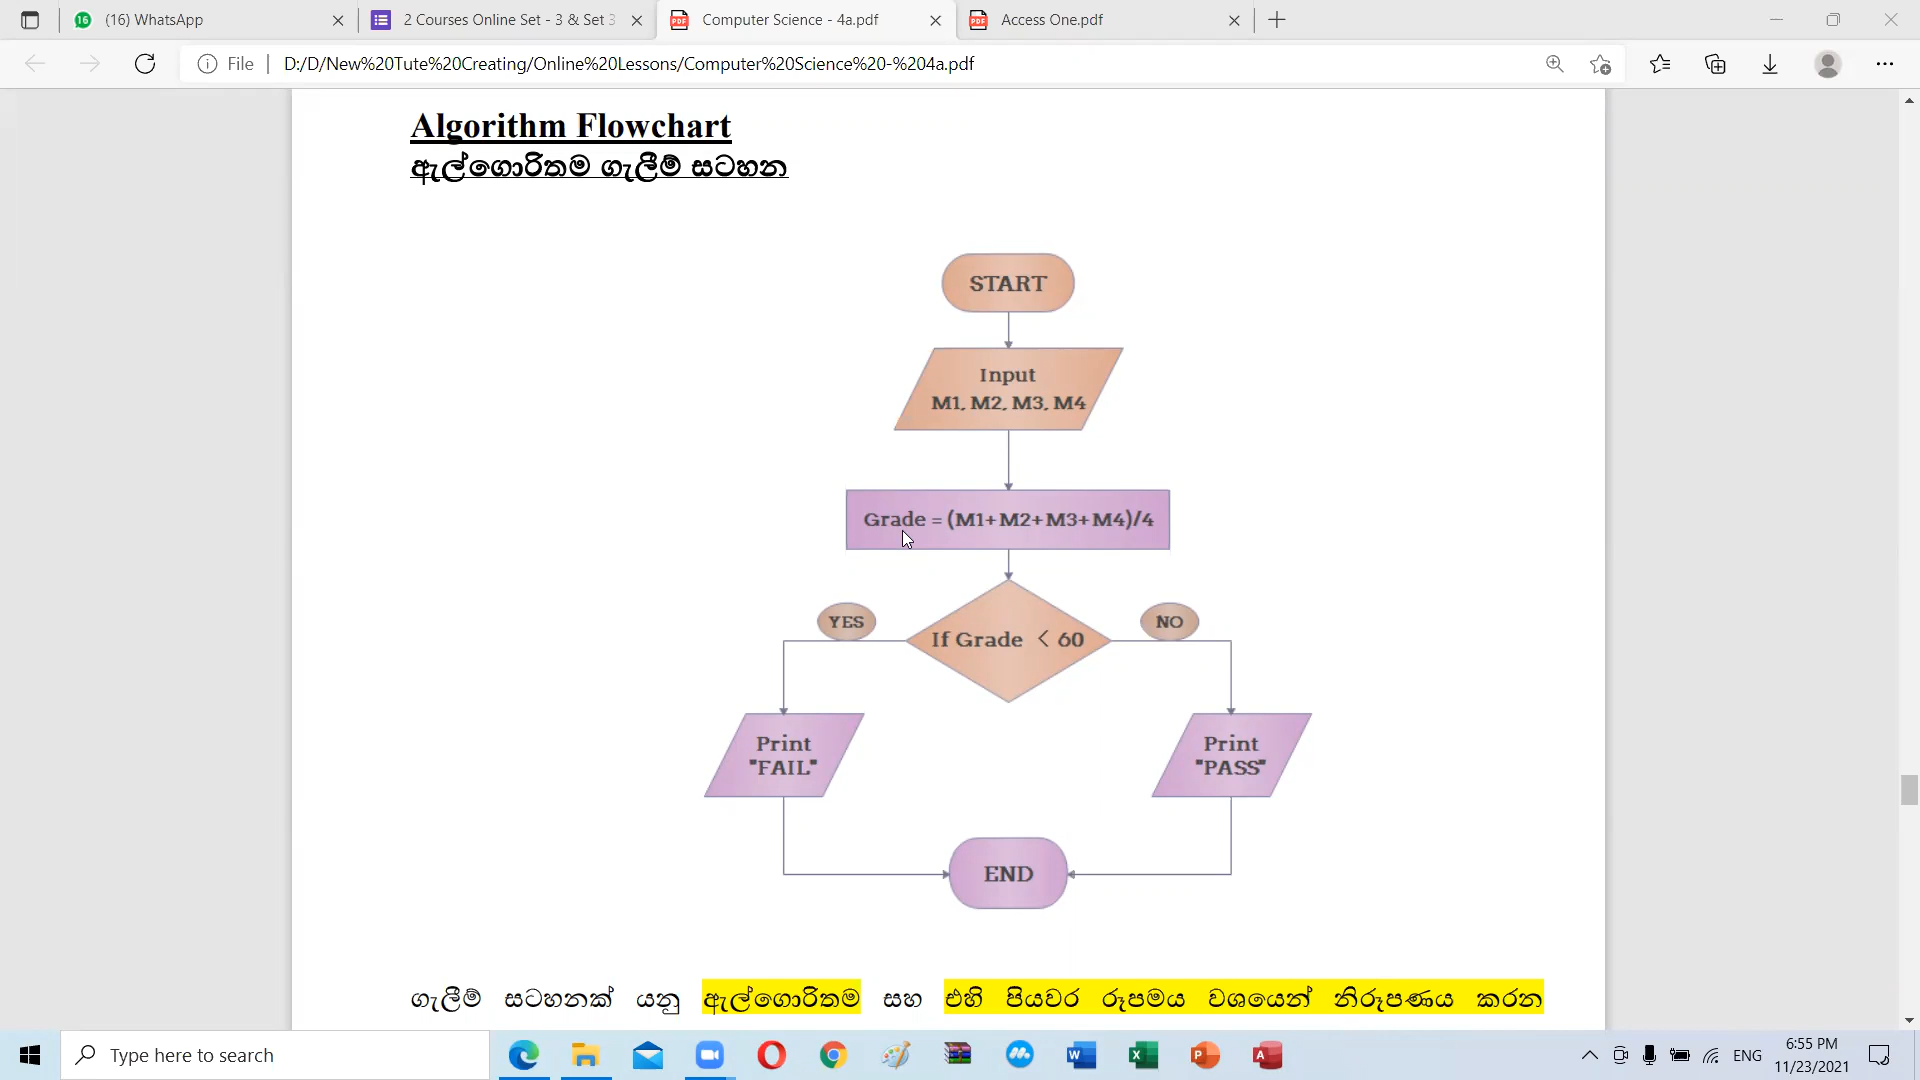 (16) WhatsApp
2 Courses Online Set - 3 & Set 3
Computer Science - 4a.pdf
Access One.pdf
File
D:/D/New%20Tute%20Creating/Online%20Lessons/Computer%20Science%20-%204a.pdf
Algorithm Flowchart
ඇල්ගොරිතම ගැලීම් සටහන
START
Input
M1, M2, M3, M4
Grade = (M1+M2+M3+M4)/4
YES
If Grade < 60
NO
Print
"FAIL"
Print
"PASS"
END
ගැලීම් සටහනක් යනු ඇල්ගොරිතම සහ එහි පියවර රූපමය වශයෙන් නිරූපණය කරන
Type here to search
ENG
6:55 PM
11/23/2021